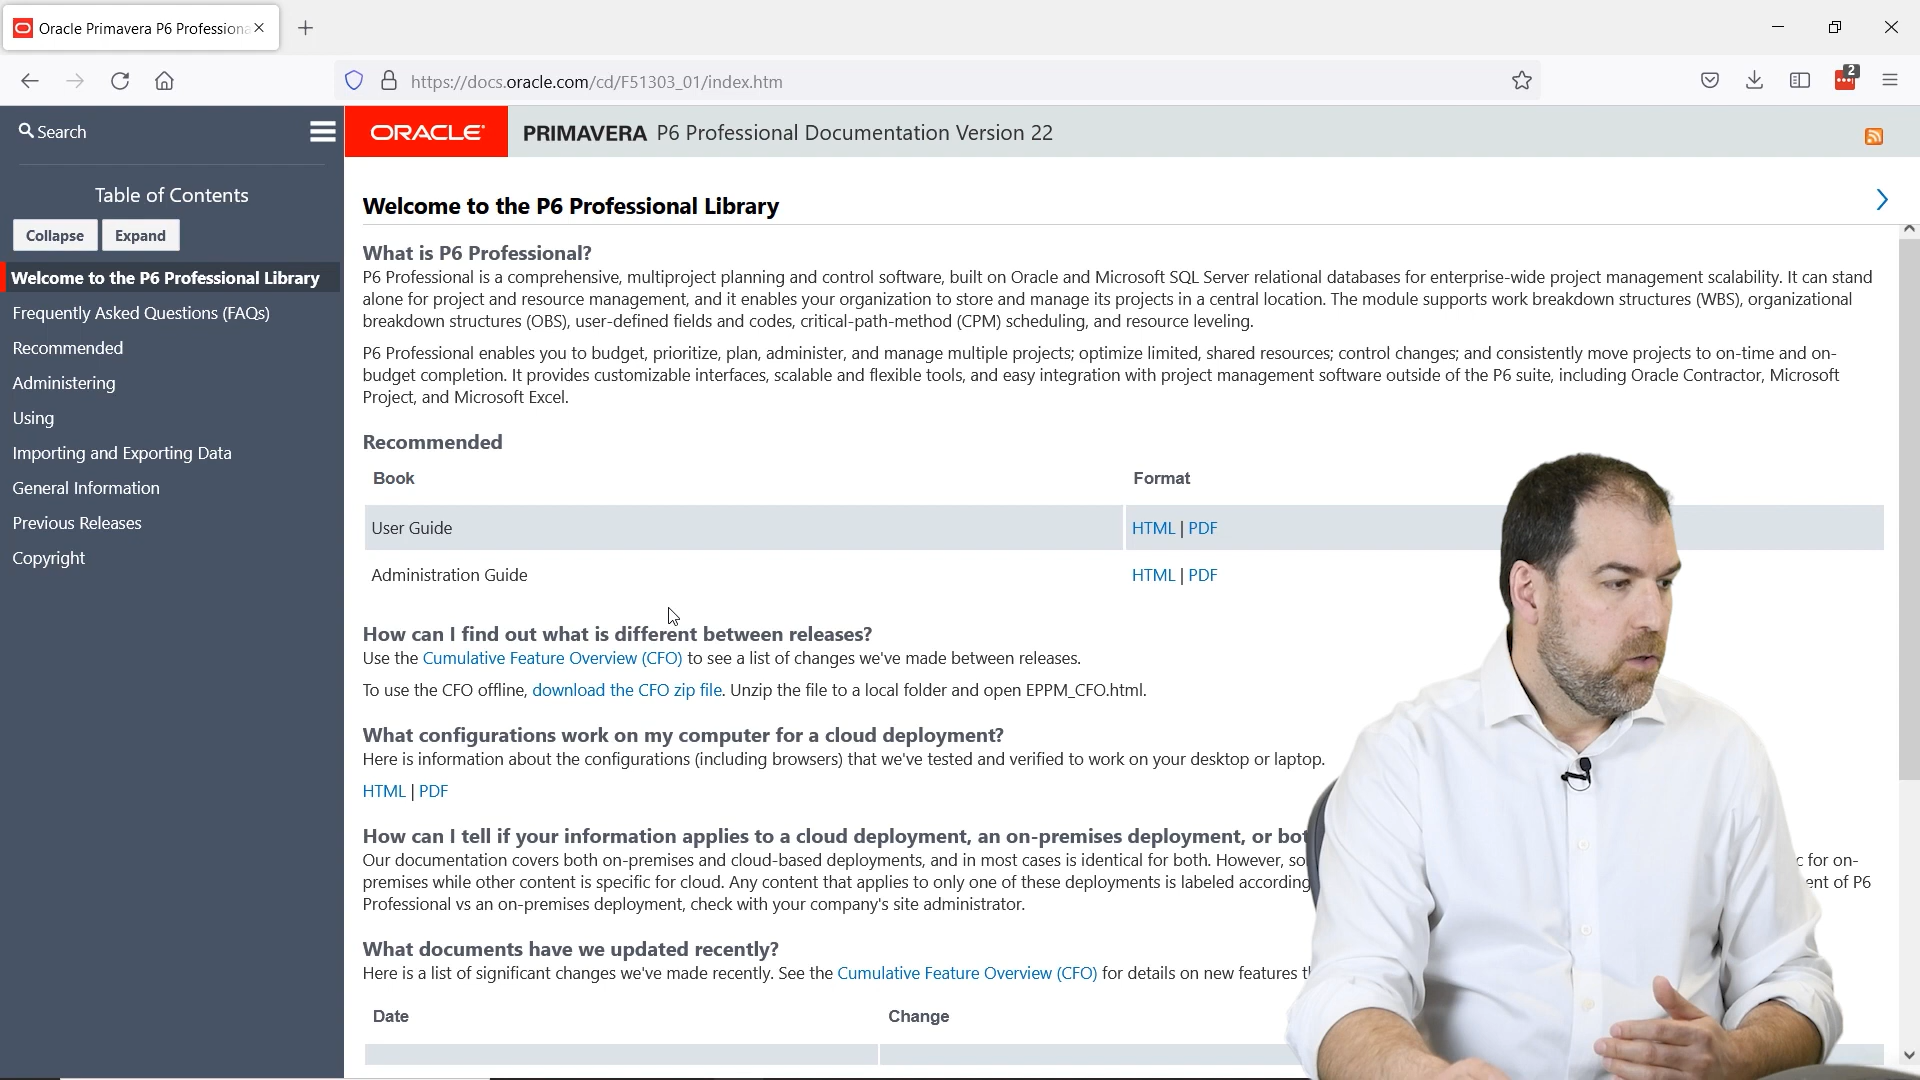 Oracle Primavera P6 Professiona
https://docs.oracle.com/cd/F51303_01/index.htm
2
Search
ORACLE
PRIMAVERA P6 Professional Documentation Version 22
Table of Contents
Collapse
Expand
Welcome to the P6 Professional Library
Frequently Asked Questions (FAQs)
Recommended
Administering
Using
Importing and Exporting Data
General Information
Previous Releases
Copyright
Welcome to the P6 Professional Library
What is P6 Professional?
P6 Professional is a comprehensive, multiproject planning and control software, built on Oracle and Microsoft SQL Server relational databases for enterprise-wide project management scalability. It can stand
alone for project and resource management, and it enables your organization to store and manage its projects in a central location. The module supports work breakdown structures (WBS), organizational
breakdown structures (OBS), user-defined fields and codes, critical-path-method (CPM) scheduling, and resource leveling.
P6 Professional enables you to budget, prioritize, plan, administer, and manage multiple projects; optimize limited, shared resources; control changes; and consistently move projects to on-time and on-
budget completion. It provides customizable interfaces, scalable and flexible tools, and easy integration with project management software outside of the P6 suite, including Oracle Contractor, Microsoft
Project, and Microsoft Excel.
Recommended
Book Format
User Guide HTML | PDF
Administration Guide HTML | PDF
How can I find out what is different between releases?
Use the Cumulative Feature Overview (CFO) to see a list of changes we've made between releases.
To use the CFO offline, download the CFO zip file. Unzip the file to a local folder and open EPPM_CFO.html.
What configurations work on my computer for a cloud deployment?
Here is information about the configurations (including browsers) that we've tested and verified to work on your desktop or laptop.
HTML | PDF
How can I tell if your information applies to a cloud deployment, an on-premises deployment, or bot
Our documentation covers both on-premises and cloud-based deployments, and in most cases is identical for both. However, so c for on-
premises while other content is specific for cloud. Any content that applies to only one of these deployments is labeled according ent of P6
Professional vs an on-premises deployment, check with your company's site administrator.
What documents have we updated recently?
Here is a list of significant changes we've made recently. See the Cumulative Feature Overview (CFO) for details on new features t
Date Change